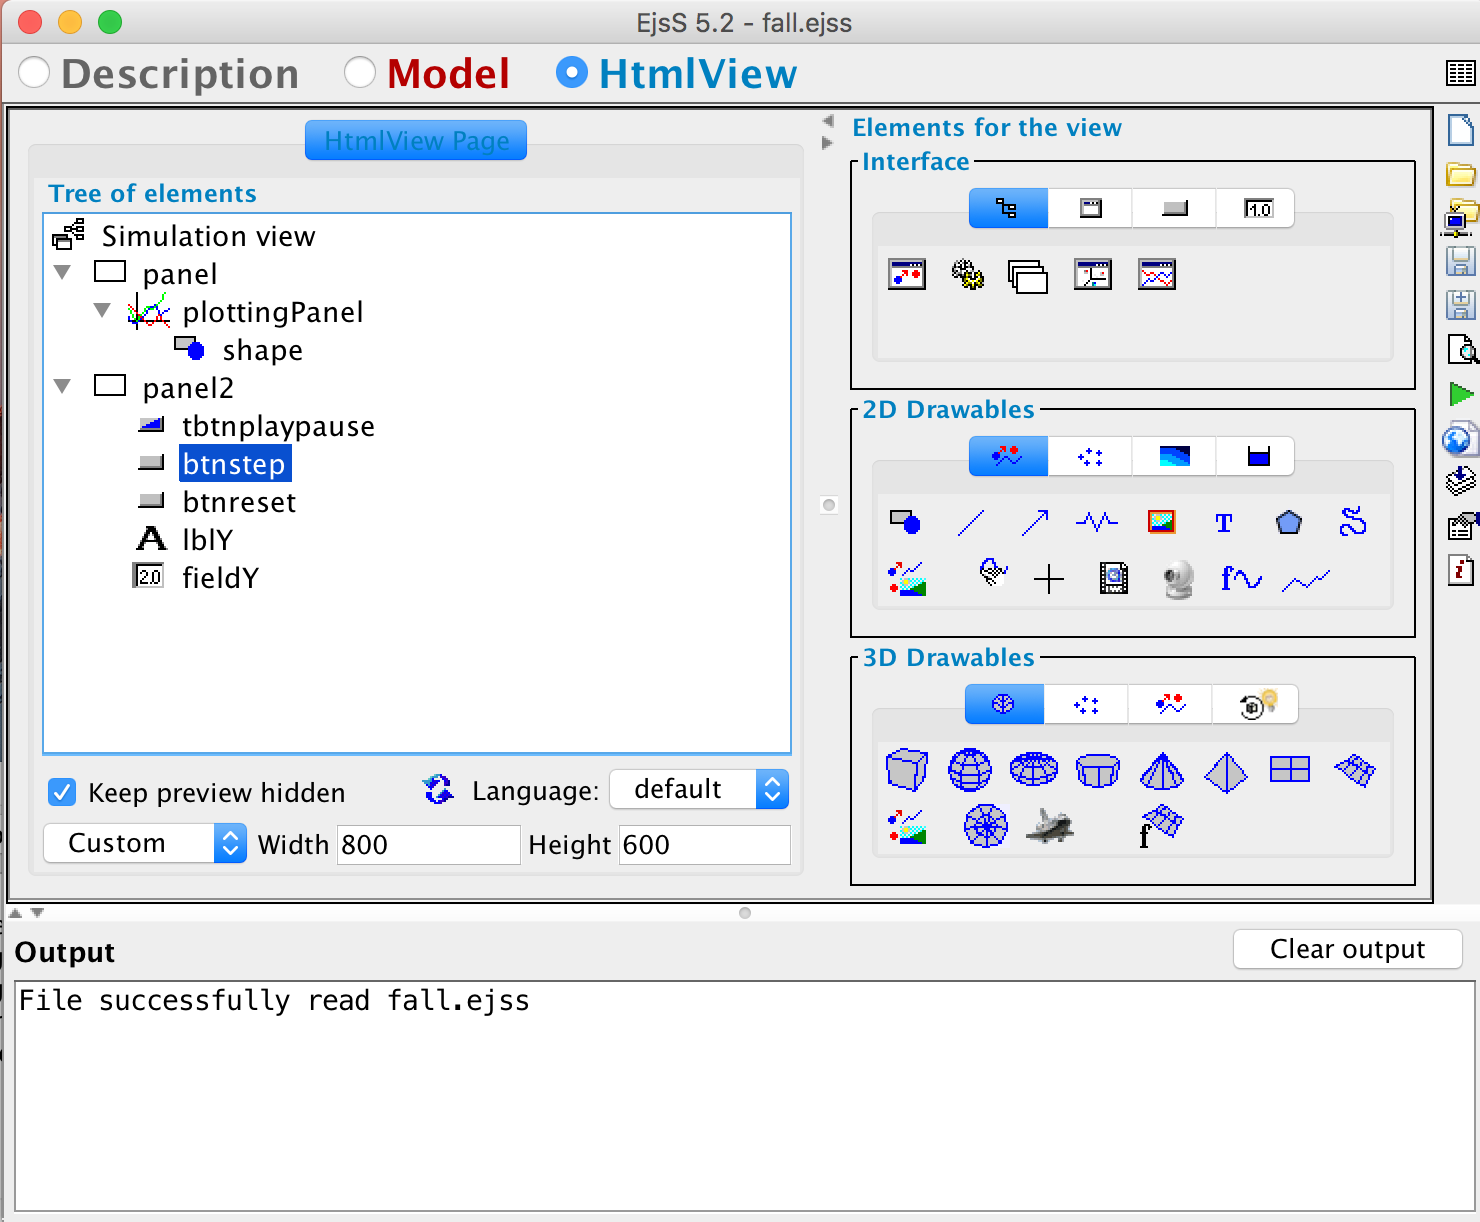 EjsS 5.2 - fall.ejss
Description Model HtmlView
HtmlView Page
Tree of elements
Simulation view
panel
plottingPanel
shape
panel2
tbtnplaypause
btnstep
btnreset
A lblY
2.0 fieldY
Keep preview hidden Language: default
Custom Width 800 Height 600
Elements for the view
Interface
1.0
2D Drawables
T
f
3D Drawables
f
Output Clear output
File successfully read fall.ejss